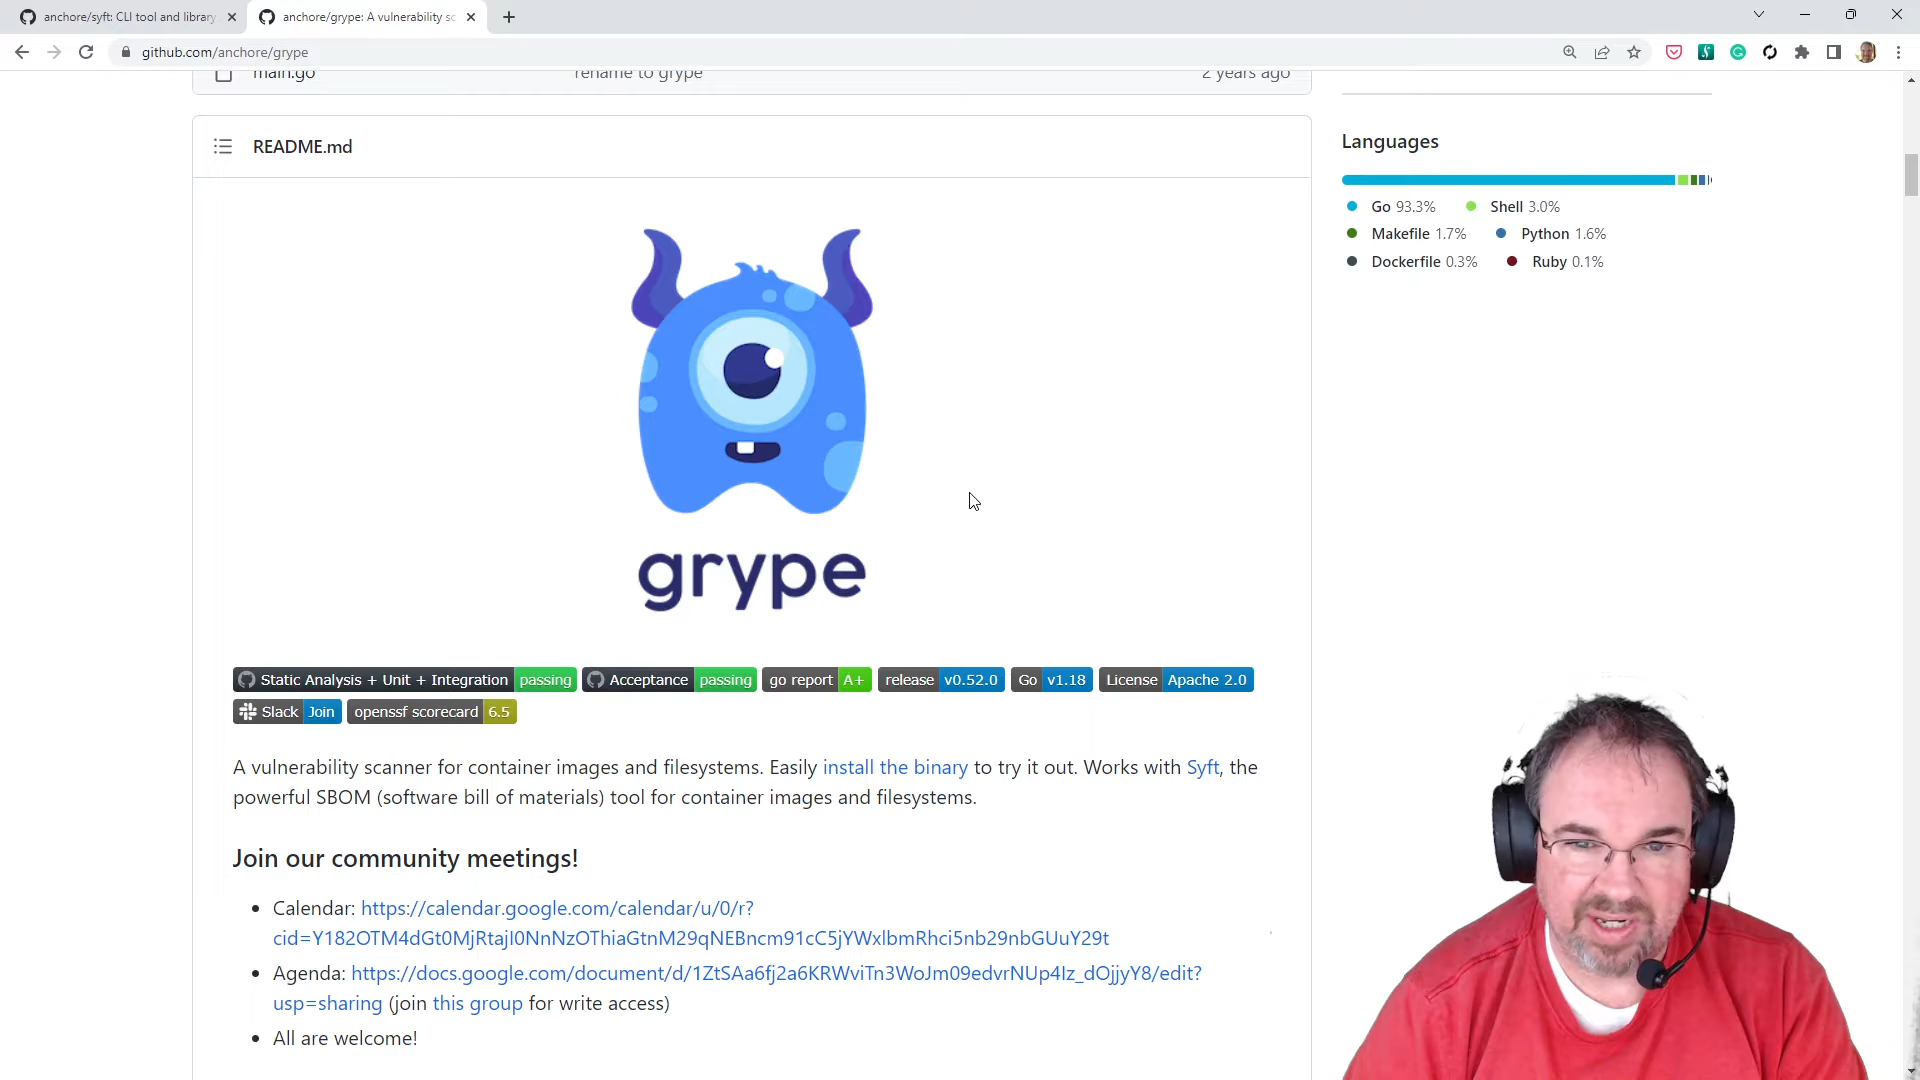 anchore/syft: CLI tool and library
anchore/grype: A vulnerability sc
github.com/anchore/grype
main.go rename to grype 2 years ago
README.md
grype
Static Analysis + Unit + Integration passing Acceptance passing go report A+ release v0.52.0 Go v1.18 License Apache 2.0
Slack Join openssf scorecard 6.5
A vulnerability scanner for container images and filesystems. Easily install the binary to try it out. Works with Syft, the
powerful SBOM (software bill of materials) tool for container images and filesystems.
Join our community meetings!
Calendar: https://calendar.google.com/calendar/u/0/r?
cid=Y182OTM4dGt0MjRtajI0NnNzOThiaGtnM29qNEBncm91cC5jYWxlbmRhci5nb29nbGUuY29t
Agenda: https://docs.google.com/document/d/1ZtSAa6fj2a6KRWviTn3WoJm09edvrNUp4Iz_dOjjyY8/edit?
usp=sharing (join this group for write access)
All are welcome!
Languages
Go 93.3% Shell 3.0%
Makefile 1.7% Python 1.6%
Dockerfile 0.3% Ruby 0.1%